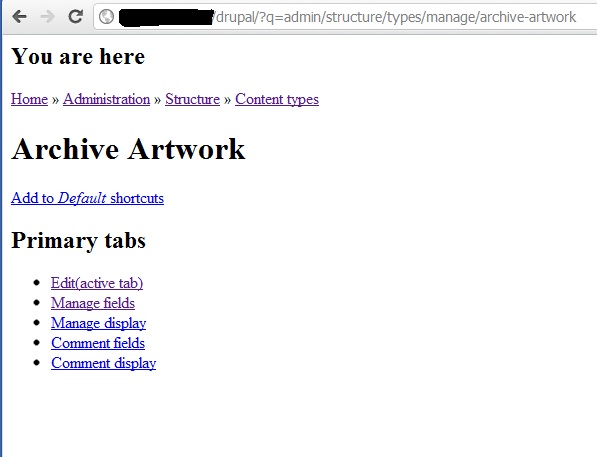 /drupal/?q=admin/structure/types/manage/archive-artwork
You are here
Home » Administration » Structure » Content types
Archive Artwork
Add to Default shortcuts
Primary tabs
Edit(active tab)
Manage fields
Manage display
Comment fields
Comment display